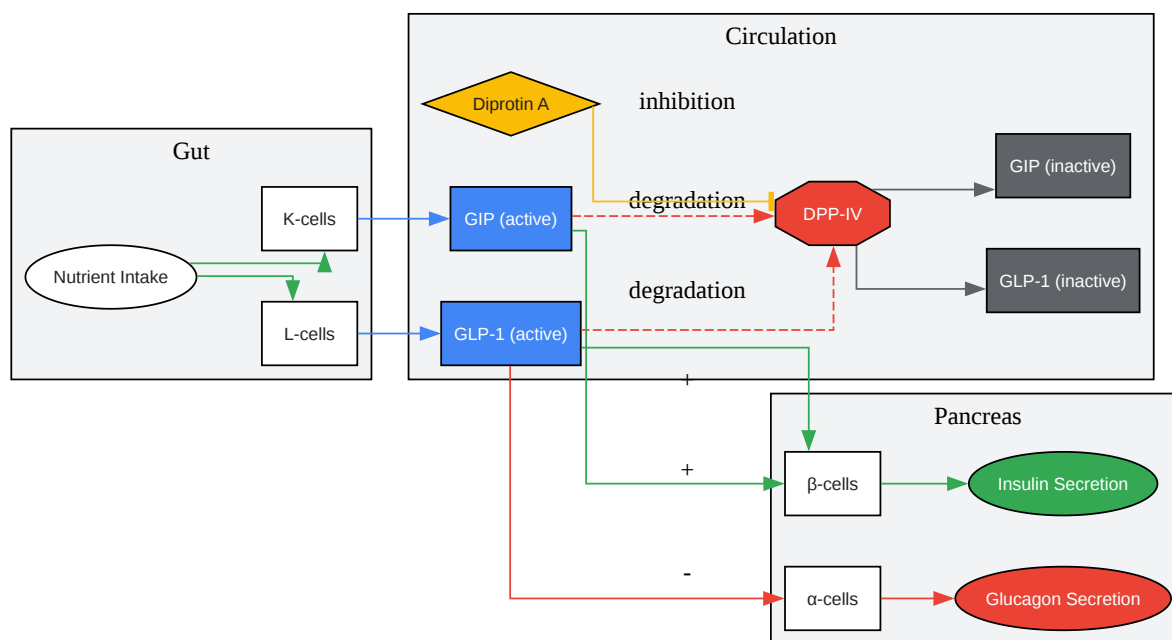 Circulation
Diprotin A
inhibition
Gut
K-cells
Nutrient Intake
L-cells
GIP (active)
degradation
DPP-IV
GIP (inactive)
GLP-1 (active)
degradation
GLP-1 (inactive)
+
Pancreas
+
β-cells
Insulin Secretion
-
α-cells
Glucagon Secretion